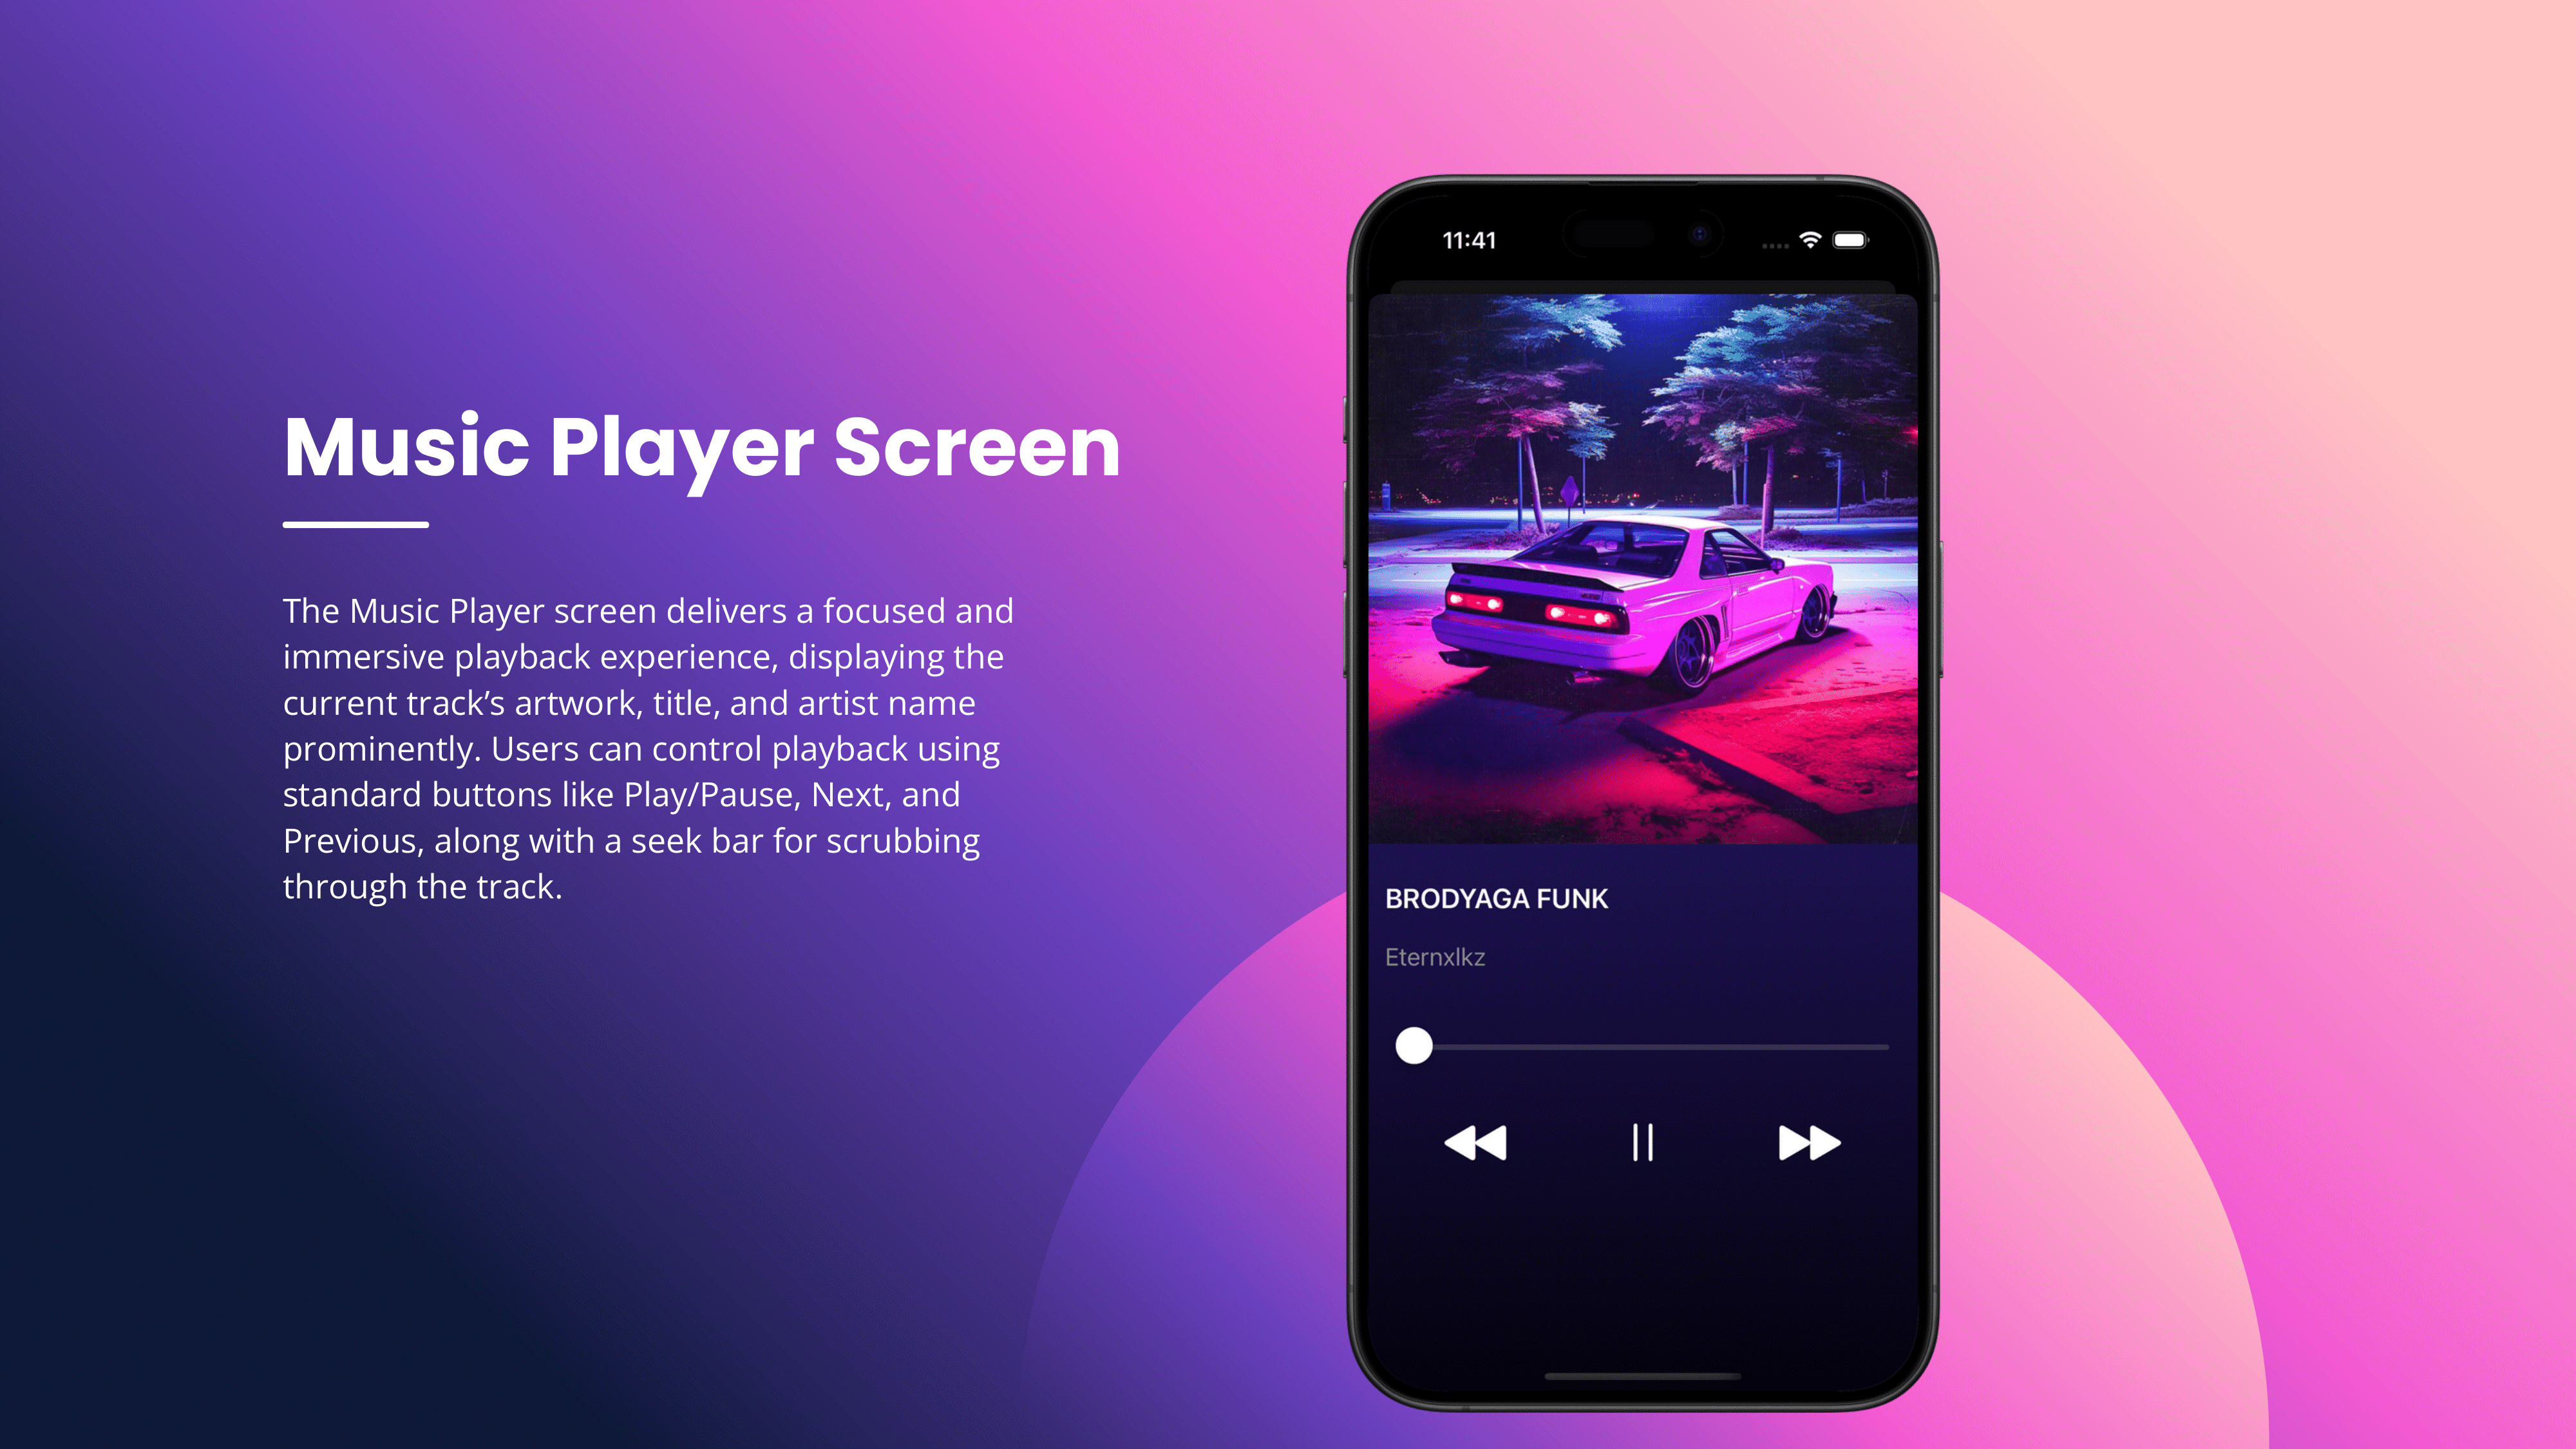 Music Player Screen
The Music Player screen delivers a focused and
immersive playback experience, displaying the
current track’s artwork, title, and artist name
prominently. Users can control playback using
standard buttons like Play/Pause, Next, and
Previous, along with a seek bar for scrubbing
through the track.
11:41
BRODYAGA FUNK
Eternxlkz